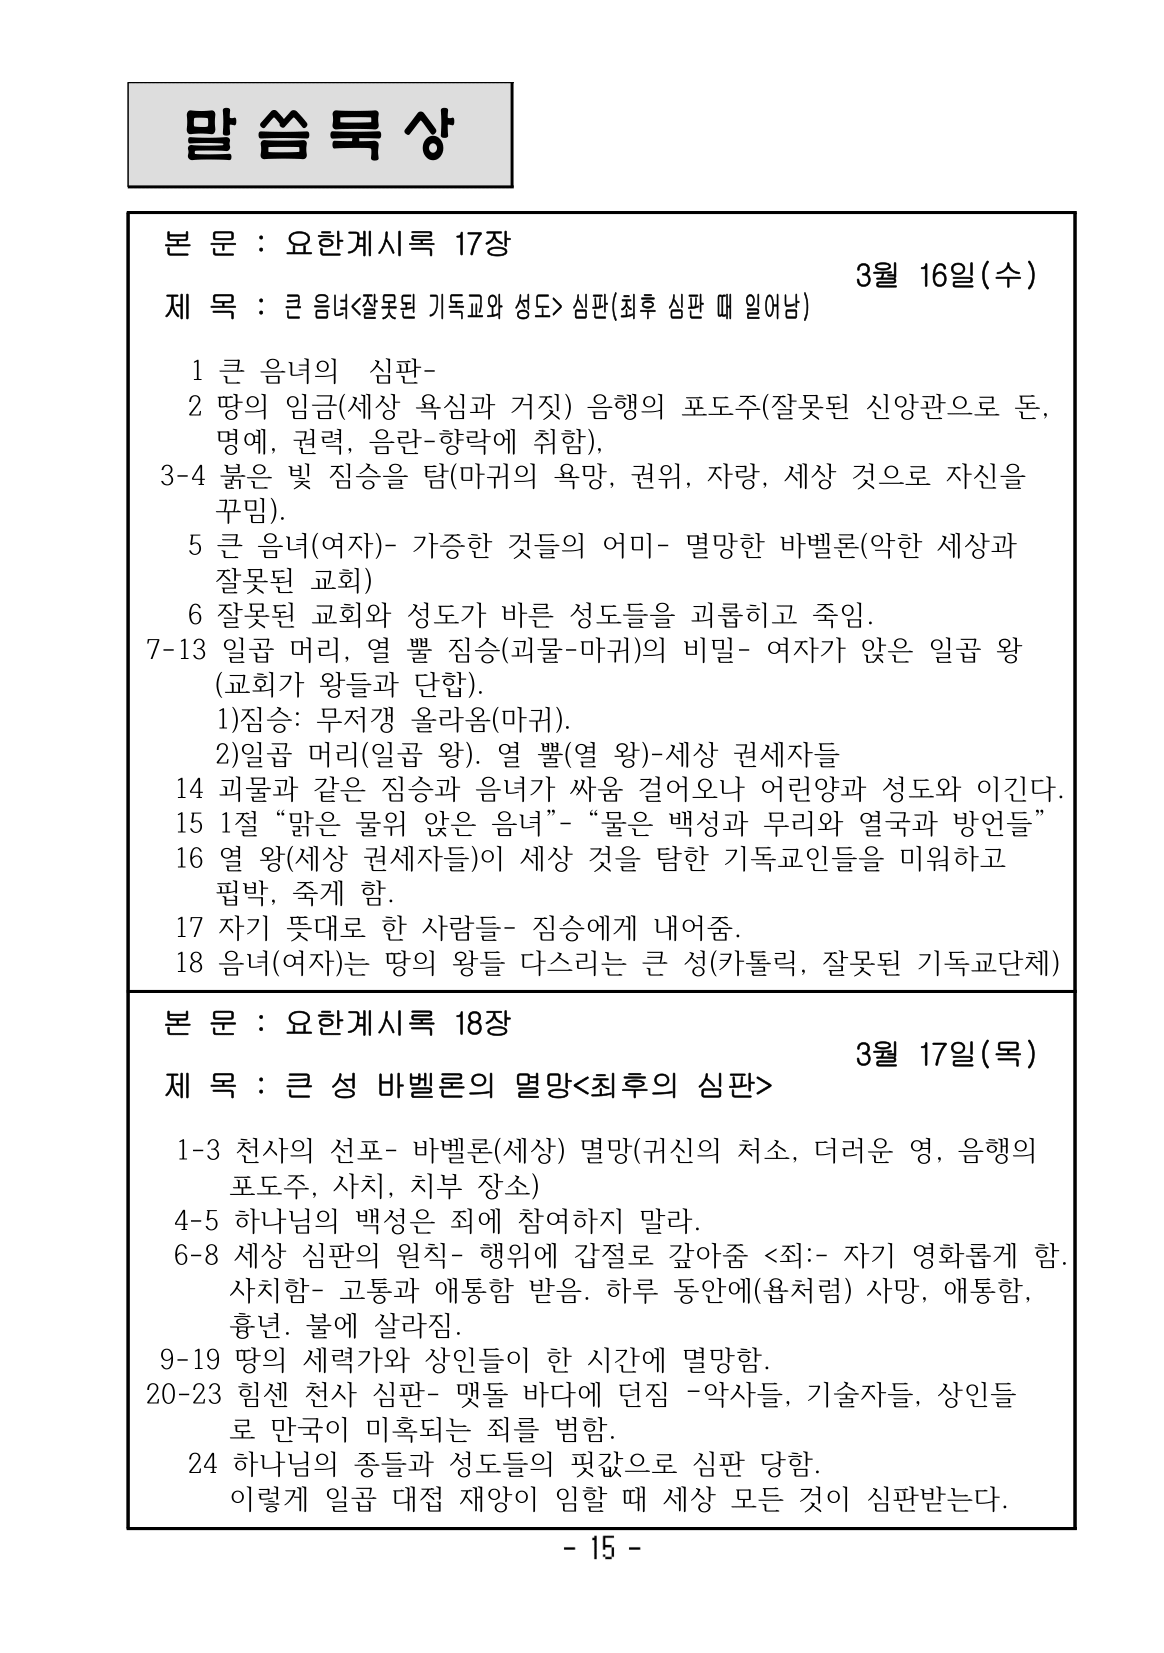 말씀묵상
본 문 : 요한계시록 17장
3월 16일(수)
제 목 : 큰 음녀<잘못된 기독교와 성도> 심판(최후 심판 때 일어남)
1 큰 음녀의 심판-
2 땅의 임금(세상 욕심과 거짓) 음행의 포도주(잘못된 신앙관으로 돈,
명예, 권력, 음란-향락에 취함),
3-4 붉은 빛 짐승을 탐(마귀의 욕망, 권위, 자랑, 세상 것으로 자신을
꾸밈).
5 큰 음녀(여자)- 가증한 것들의 어미- 멸망한 바벨론(악한 세상과
잘못된 교회)
6 잘못된 교회와 성도가 바른 성도들을 괴롭히고 죽임.
7-13 일곱 머리, 열 뿔 짐승(괴물-마귀)의 비밀- 여자가 앉은 일곱 왕
(교회가 왕들과 단합).
1)짐승: 무저갱 올라옴(마귀).
2)일곱 머리(일곱 왕). 열 뿔(열 왕)-세상 권세자들
14 괴물과 같은 짐승과 음녀가 싸움 걸어오나 어린양과 성도와 이긴다.
15 1절 “맑은 물위 앉은 음녀”- “물은 백성과 무리와 열국과 방언들”
16 열 왕(세상 권세자들)이 세상 것을 탐한 기독교인들을 미워하고
핍박, 죽게 함.
17 자기 뜻대로 한 사람들- 짐승에게 내어줌.
18 음녀(여자)는 땅의 왕들 다스리는 큰 성(카톨릭, 잘못된 기독교단체)
본 문 : 요한계시록 18장
3월 17일(목)
제 목 : 큰 성 바벨론의 멸망<최후의 심판>
1-3 천사의 선포- 바벨론(세상) 멸망(귀신의 처소, 더러운 영, 음행의
포도주, 사치, 치부 장소)
4-5 하나님의 백성은 죄에 참여하지 말라.
6-8 세상 심판의 원칙- 행위에 갑절로 갚아줌 <죄:- 자기 영화롭게 함.
사치함- 고통과 애통함 받음. 하루 동안에(욥처럼) 사망, 애통함,
흉년. 불에 살라짐.
9-19 땅의 세력가와 상인들이 한 시간에 멸망함.
20-23 힘센 천사 심판- 맷돌 바다에 던짐 -악사들, 기술자들, 상인들
로 만국이 미혹되는 죄를 범함.
24 하나님의 종들과 성도들의 핏값으로 심판 당함.
이렇게 일곱 대접 재앙이 임할 때 세상 모든 것이 심판받는다.
- 15 -